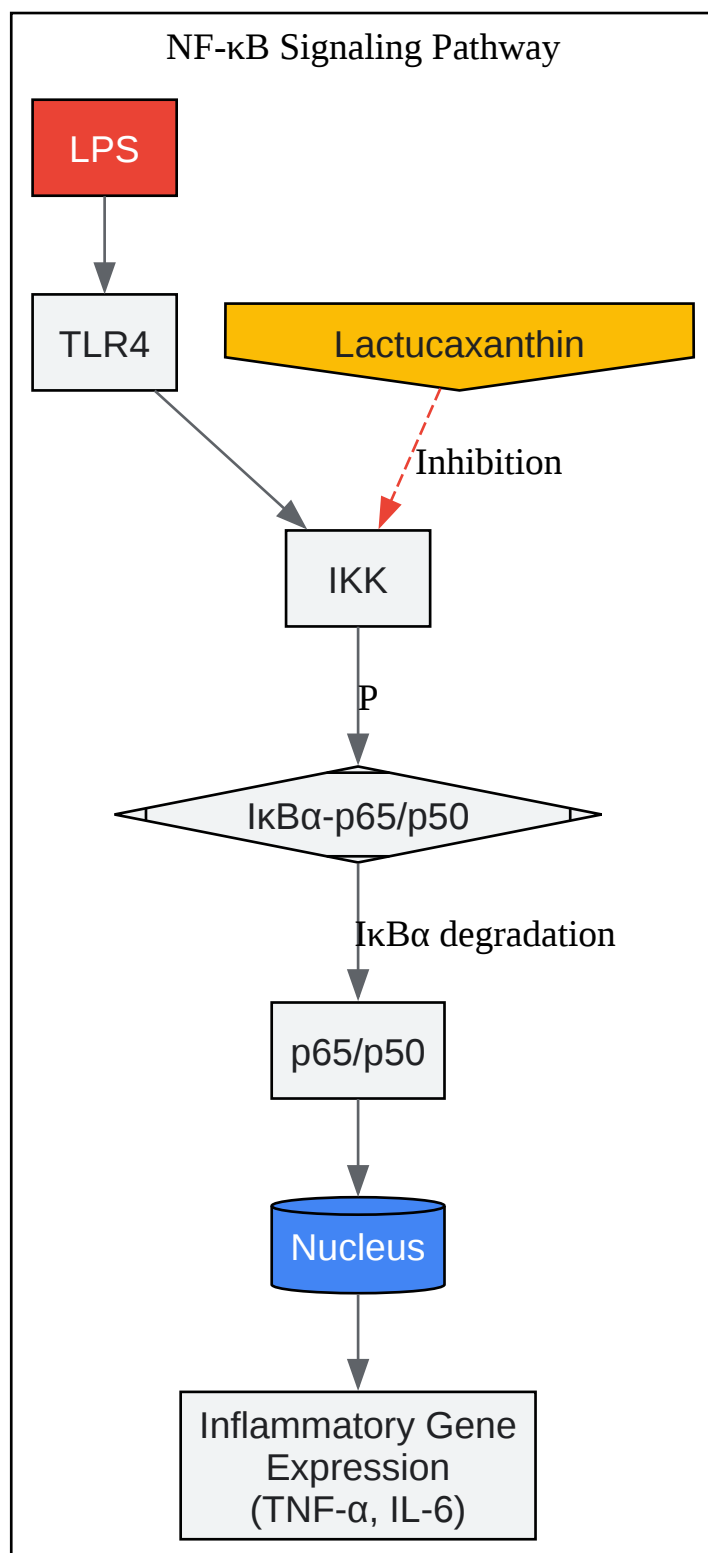 NF-κB Signaling Pathway
LPS
TLR4
Lactucaxanthin
Inhibition
IKK
P
IκBα-p65/p50
IκBα degradation
p65/p50
Nucleus
Inflammatory Gene
Expression
(TNF-α, IL-6)